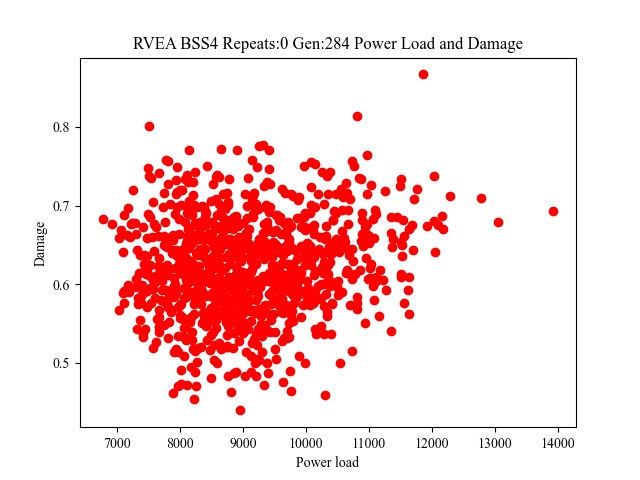 RVEA BSS4 Repeats:0 Gen:284 Power Load and Damage
0.8
0.7
0.6
0.5
Damage
7000 8000 9000 10000 11000 12000 13000 14000
Power load